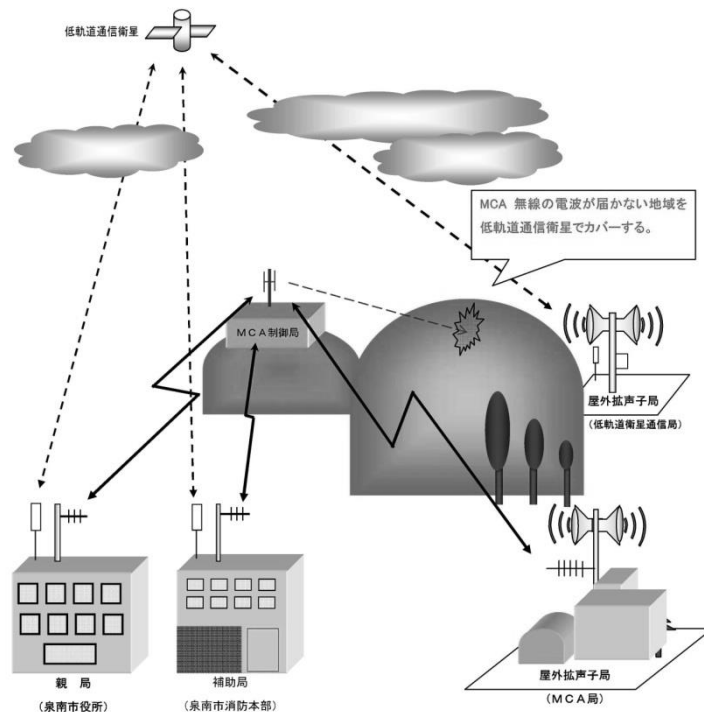 低軌道通信衛星
MCA 無線の電波が届かない地域を
低軌道通信衛星でカバーする。
MCA制御局
屋外拡声子局
(低軌道衛星通信局)
親 局
(泉南市役所)
補助局
(泉南市消防本部)
屋外拡声子局
(MCA局)